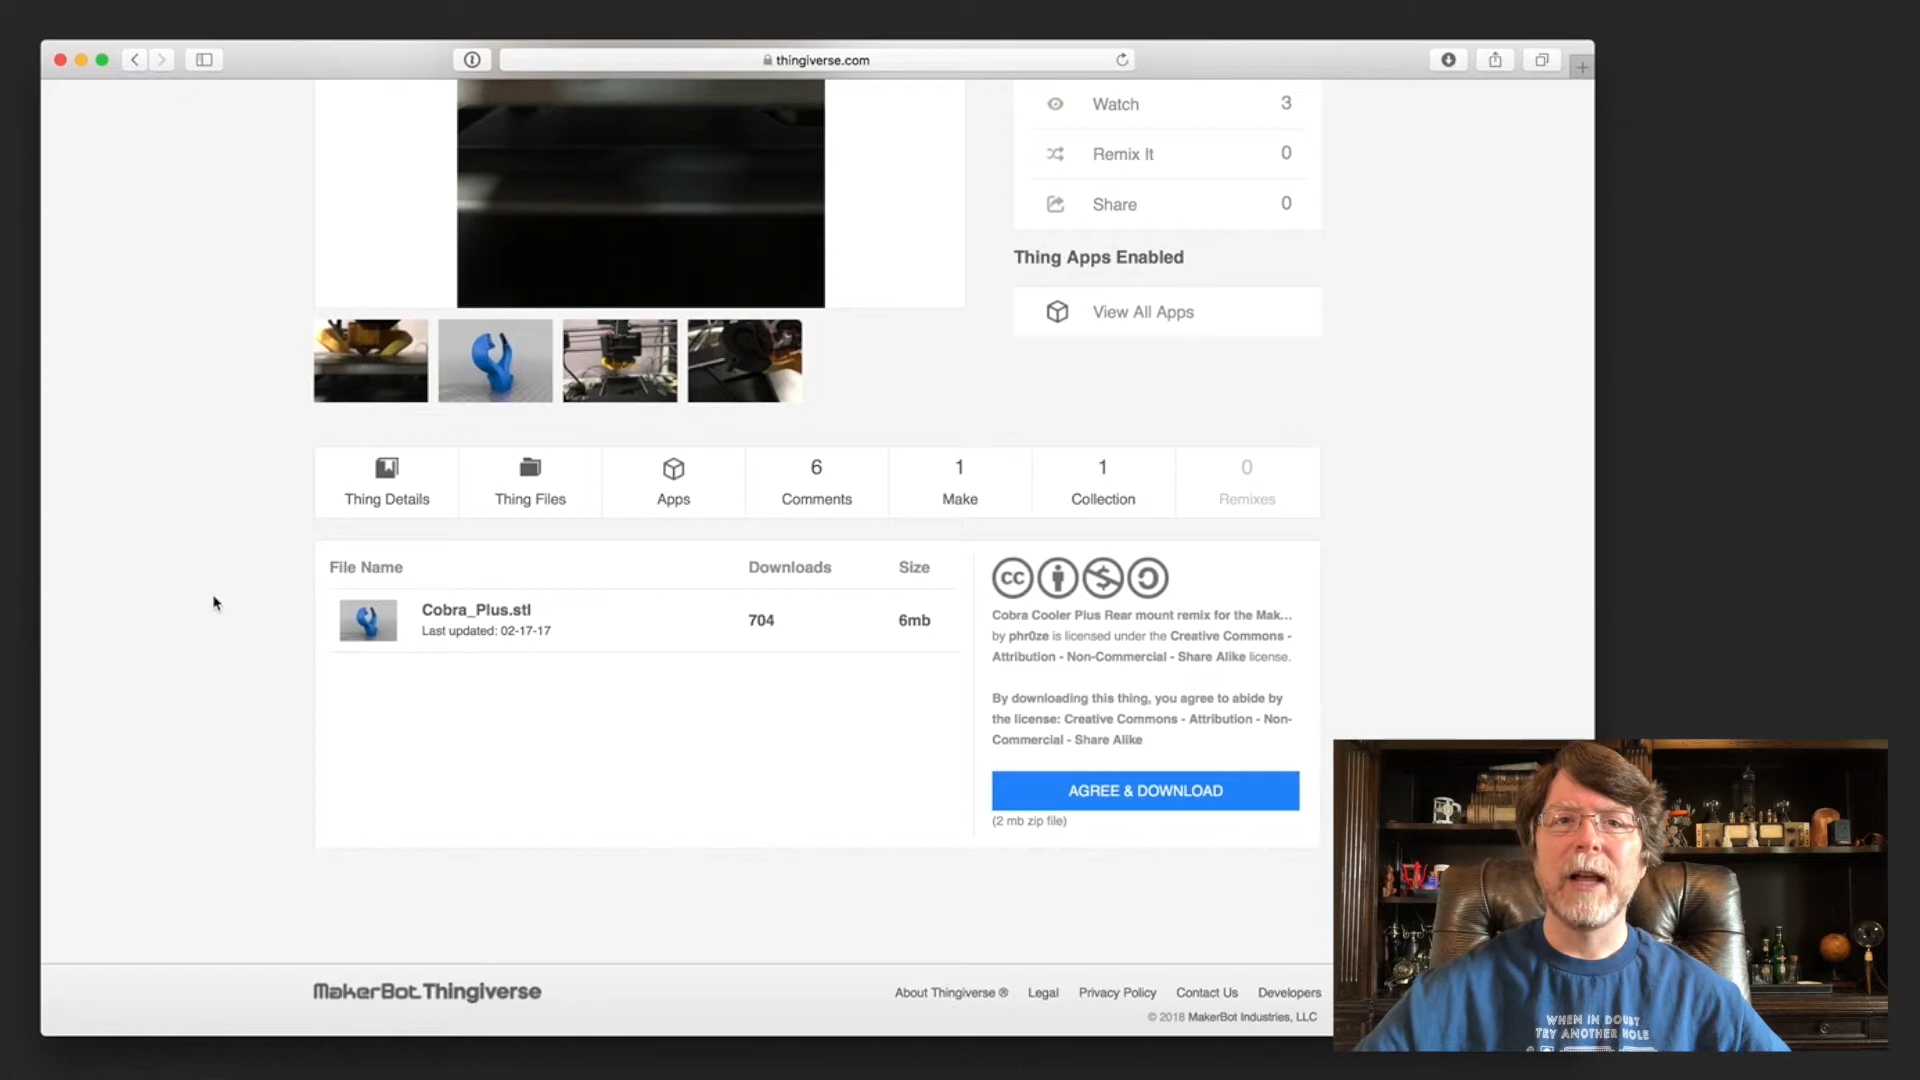 thingiverse.com
Watch 3
Remix It 0
Share 0
Thing Apps Enabled
View All Apps
Thing Details
Thing Files
Apps
6
Comments
1
Make
1
Collection
0
Remixes
File Name Downloads Size
Cobra_Plus.stl
Last updated: 02-17-17
704 6mb
cc
Cobra Cooler Plus Rear mount remix for the Mak...
by phr0ze is licensed under the Creative Commons -
Attribution - Non-Commercial - Share Alike license.
By downloading this thing, you agree to abide by
the license: Creative Commons - Attribution - Non-
Commercial - Share Alike
AGREE & DOWNLOAD
(2 mb zip file)
MakerBot Thingiverse
About Thingiverse ® Legal Privacy Policy Contact Us Developers
© 2018 MakerBot Industries, LLC
WHEN IN DOUBT
TRY ANOTHER HOLE